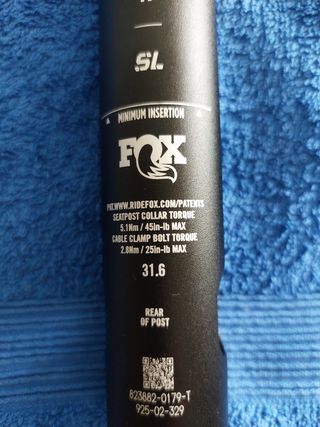 SL
MINIMUM INSERTION
FOX
PAT.WWW.RIDEFOX.COM/PATENTS
SEATPOST COLLAR TORQUE
5.1Nm / 45in-lb MAX
CABLE CLAMP BOLT TORQUE
2.8Nm / 25in-lb MAX
31.6
REAR
OF POST
823882-0179-T
925-02-329